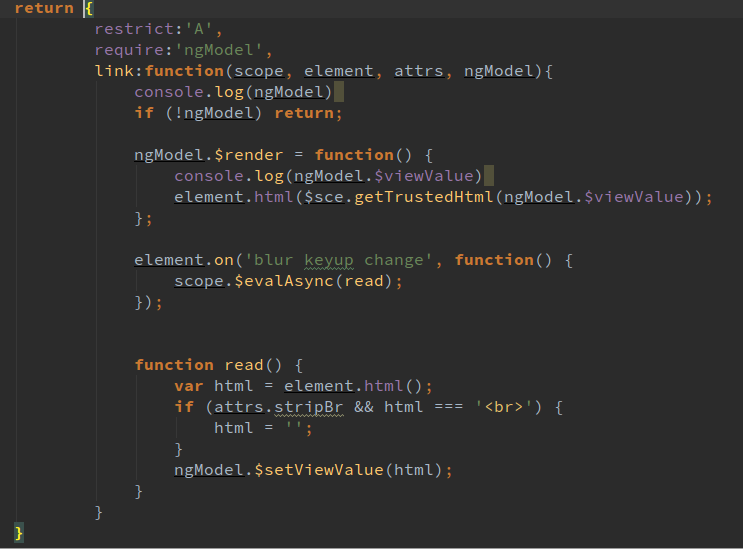 return {
restrict:'A',
require:'ngModel',
link:function(scope, element, attrs, ngModel){
console.log(ngModel)
if (!ngModel) return;
ngModel.$render = function() {
console.log(ngModel.$viewValue)
element.html($sce.getTrustedHtml(ngModel.$viewValue));
};
element.on('blur keyup change', function() {
scope.$evalAsync(read);
});
function read() {
var html = element.html();
if (attrs.stripBr && html === '<br>') {
html = '';
}
ngModel.$setViewValue(html);
}
}
}